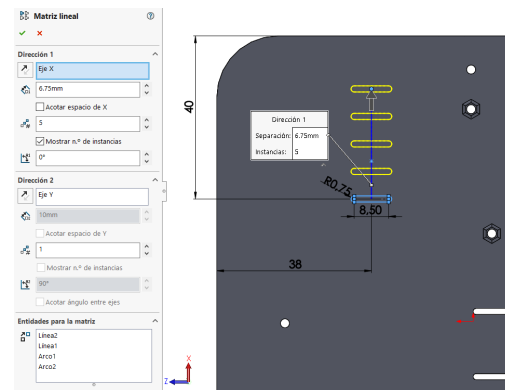 Matriz lineal
Dirección 1
Eje X
6.75mm
Acotar espacio de X
5
Mostrar n.º de instancias
0°
Dirección 2
Eje Y
10mm
Acotar espacio de Y
1
Mostrar n.º de instancias
90°
Acotar ángulo entre ejes
Entidades para la matriz
Línea2
Línea1
Arco1
Arco2
40
Dirección 1
Separación: 6.75mm
Instancias: 5
R0,75
8,50
38
X
Z